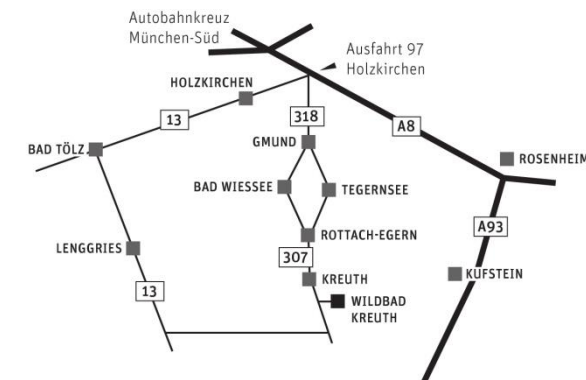 Autobahnkreuz
München-Süd
Ausfahrt 97
Holzkirchen
HOLZKIRCHEN
13
318
A8
GMUND
BAD TÖLZ
ROSENHEIM
BAD WIESSEE
TEGERNSEE
A93
ROTTACH-EGERN
LENGGRIES
307
KUFSTEIN
KREUTH
13
WILDBAD
KREUTH